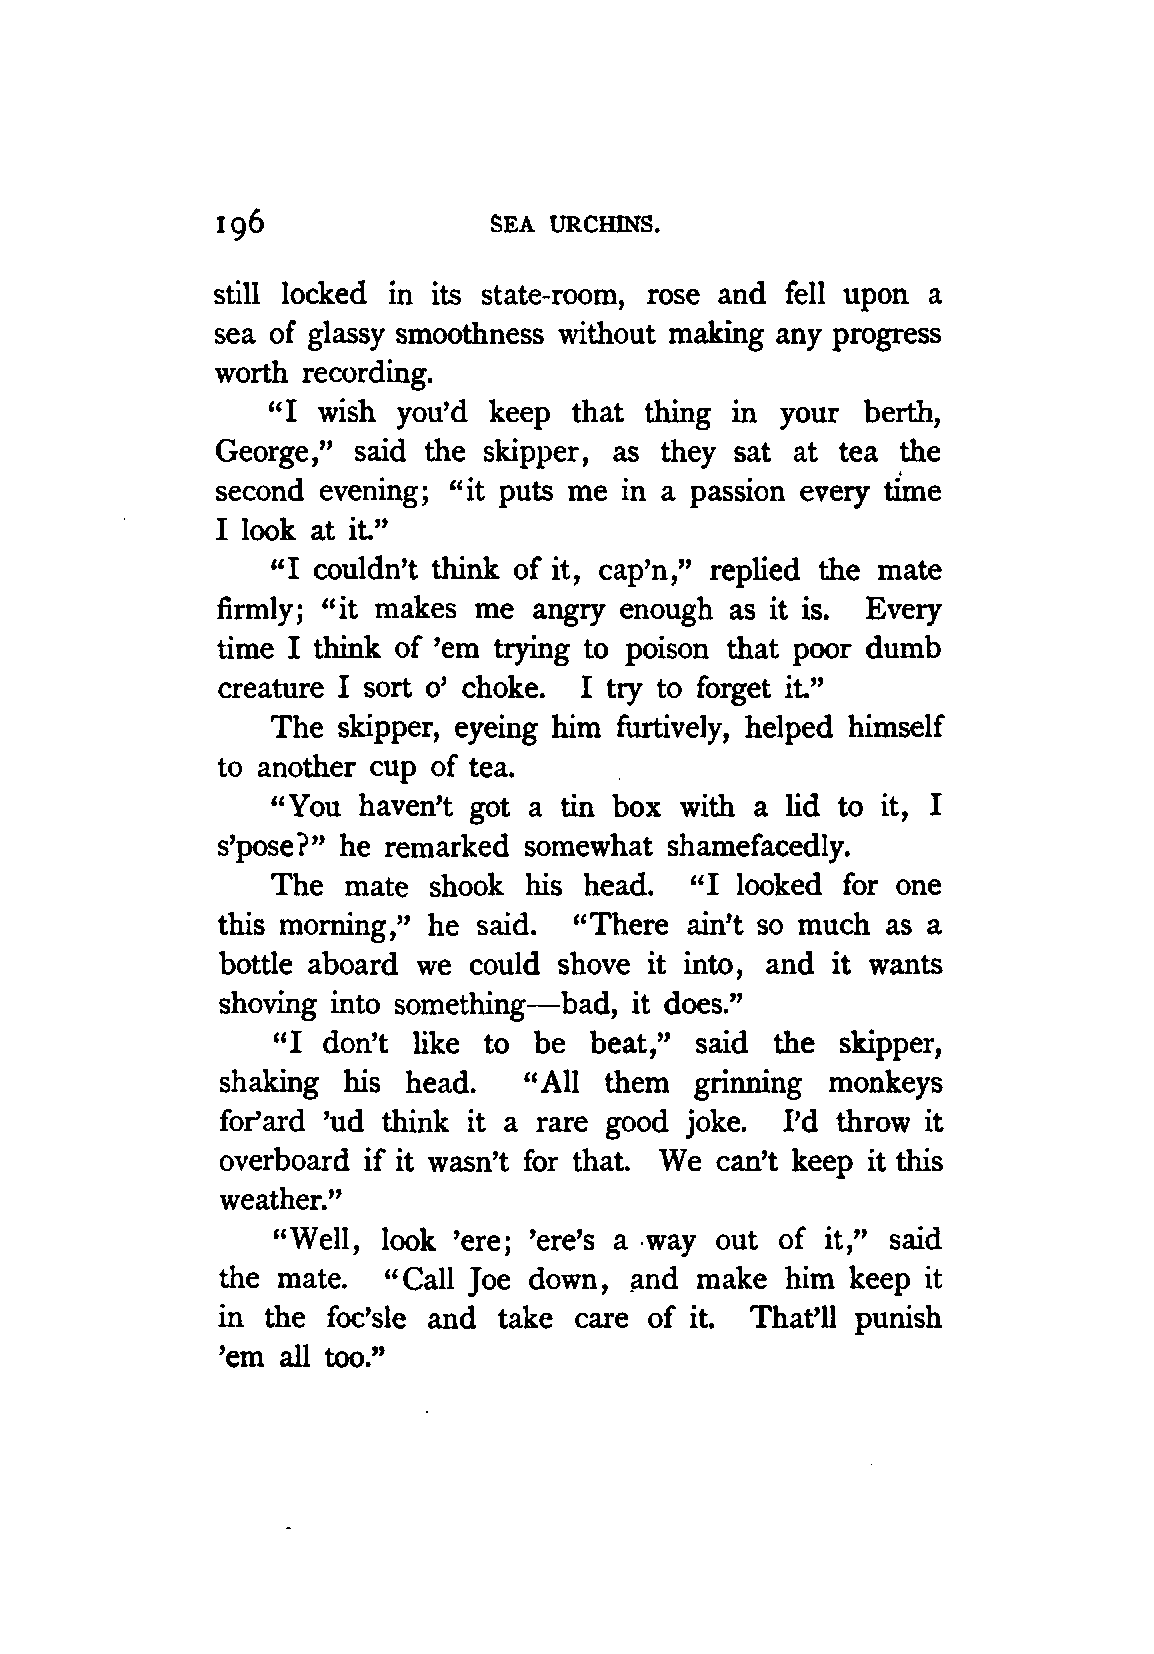 196 SEA URCHINS.
still locked in its state-room, rose and fell upon a
sea of glassy smoothness without making any progress
worth recording.
“I wish you’d keep that thing in your berth,
George,” said the skipper, as they sat at tea the
second evening; “it puts me in a passion every time
I look at it.”
“I couldn’t think of it, cap’n,” replied the mate
firmly; “it makes me angry enough as it is. Every
time I think of ’em trying to poison that poor dumb
creature I sort o’ choke. I try to forget it.”
The skipper, eyeing him furtively, helped himself
to another cup of tea.
“You haven’t got a tin box with a lid to it, I
s’pose?” he remarked somewhat shamefacedly.
The mate shook his head. “I looked for one
this morning,” he said. “There ain’t so much as a
bottle aboard we could shove it into, and it wants
shoving into something—bad, it does.”
“I don’t like to be beat,” said the skipper,
shaking his head. “All them grinning monkeys
for’ard ’ud think it a rare good joke. I’d throw it
overboard if it wasn’t for that. We can’t keep it this
weather.”
“Well, look ’ere; ’ere’s a way out of it,” said
the mate. “Call Joe down, and make him keep it
in the foc’sle and take care of it. That’ll punish
’em all too.”